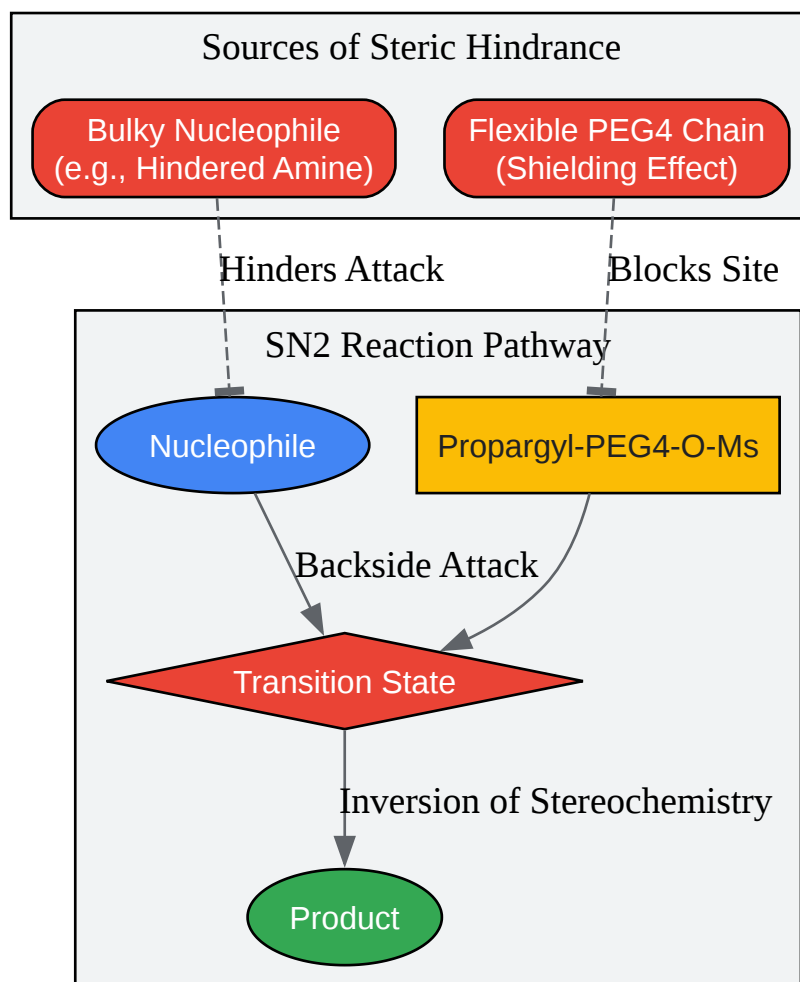 Sources of Steric Hindrance
Bulky Nucleophile
(e.g., Hindered Amine)
Flexible PEG4 Chain
(Shielding Effect)
Hinders Attack
Blocks Site
SN2 Reaction Pathway
Nucleophile
Propargyl-PEG4-O-Ms
Backside Attack
Transition State
Inversion of Stereochemistry
Product